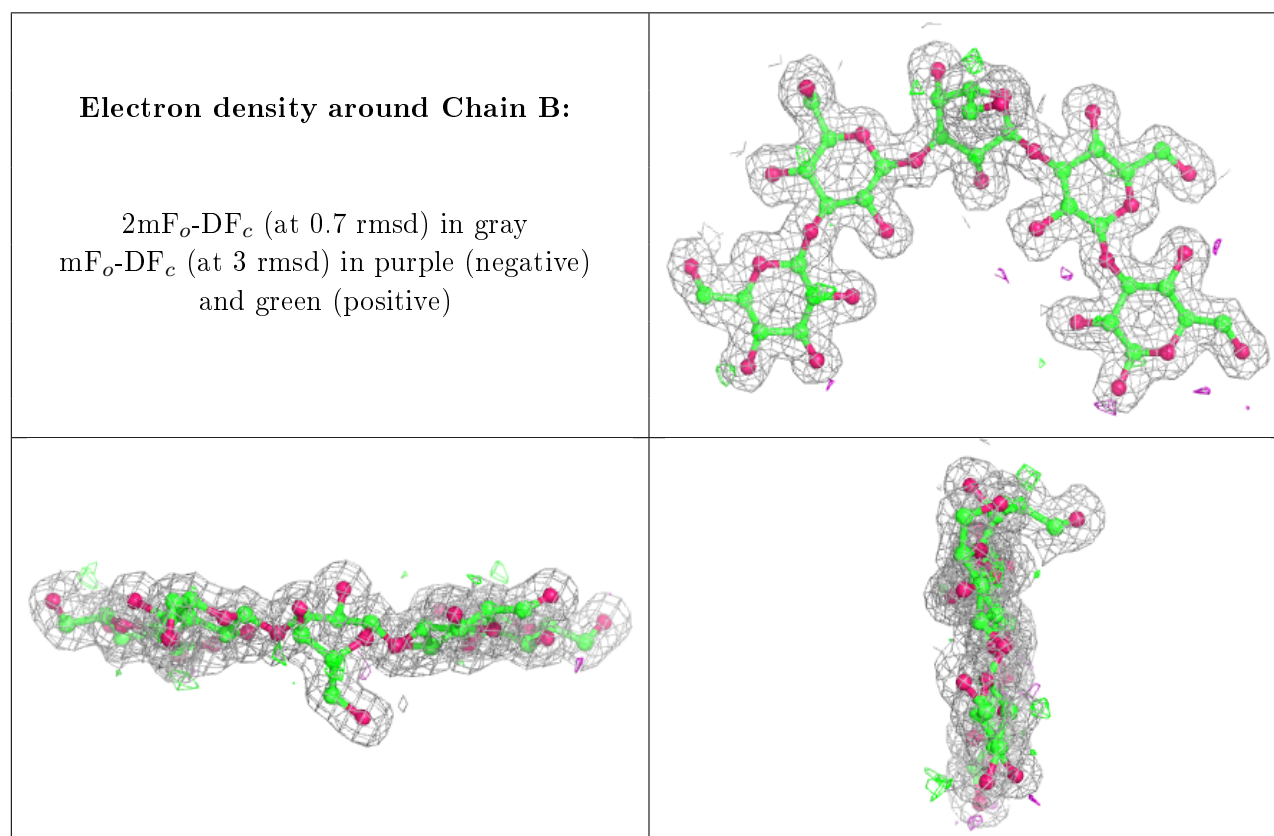 Electron density around Chain B:
2mFₒ-DF𝑐 (at 0.7 rmsd) in gray
mFₒ-DF𝑐 (at 3 rmsd) in purple (negative)
and green (positive)